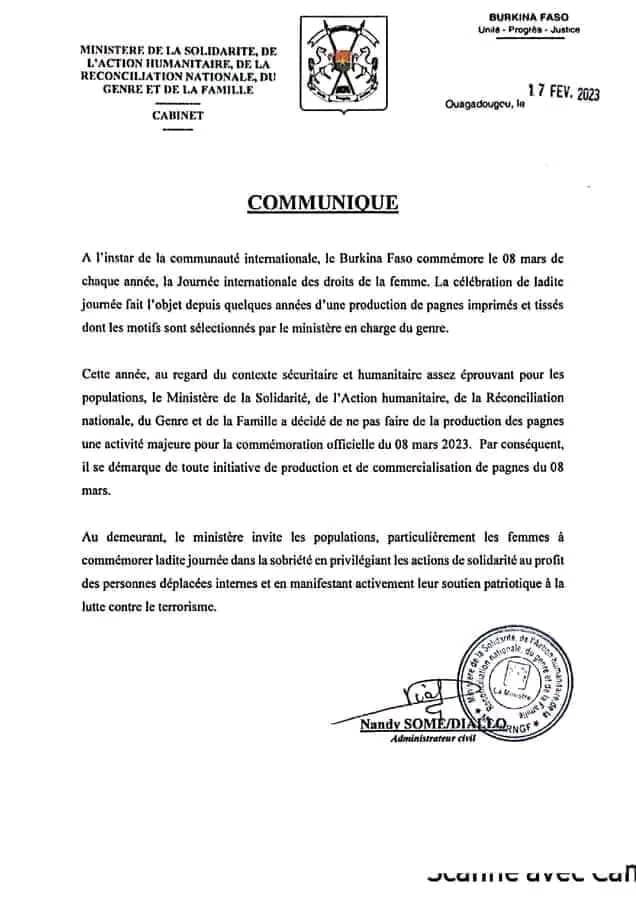 BURKINA FASO
Unité - Progrès - Justice
MINISTERE DE LA SOLIDARITE, DE
L'ACTION HUMANITAIRE, DE LA
RECONCILIATION NATIONALE, DU
GENRE ET DE LA FAMILLE
CABINET
Ouagadougou, le 17 FEV. 2023
COMMUNIQUE
A l'instar de la communauté internationale, le Burkina Faso commémore le 08 mars de
chaque année, la Journée internationale des droits de la femme. La célébration de ladite
journée fait l'objet depuis quelques années d'une production de pagnes imprimés et tissés
dont les motifs sont sélectionnés par le ministère en charge du genre.
Cette année, au regard du contexte sécuritaire et humanitaire assez éprouvant pour les
populations, le Ministère de la Solidarité, de l'Action humanitaire, de la Réconciliation
nationale, du Genre et de la Famille a décidé de ne pas faire de la production des pagnes
une activité majeure pour la commémoration officielle du 08 mars 2023. Par conséquent,
il se démarque de toute initiative de production et de commercialisation de pagnes du 08
mars.
Au demeurant, le ministère invite les populations, particulièrement les femmes à
commémorer ladite journée dans la sobriété en privilégiant les actions de solidarité au profit
des personnes déplacées internes et en manifestant activement leur soutien patriotique à la
lutte contre le terrorisme.
Ministère de la Solidarité, de l'Action humanitaire de la
Réconciliation nationale, du genre et de la Famille
La Ministre
Nandy SOME/DIALLO
Administrateur civil
Scanné avec Cam